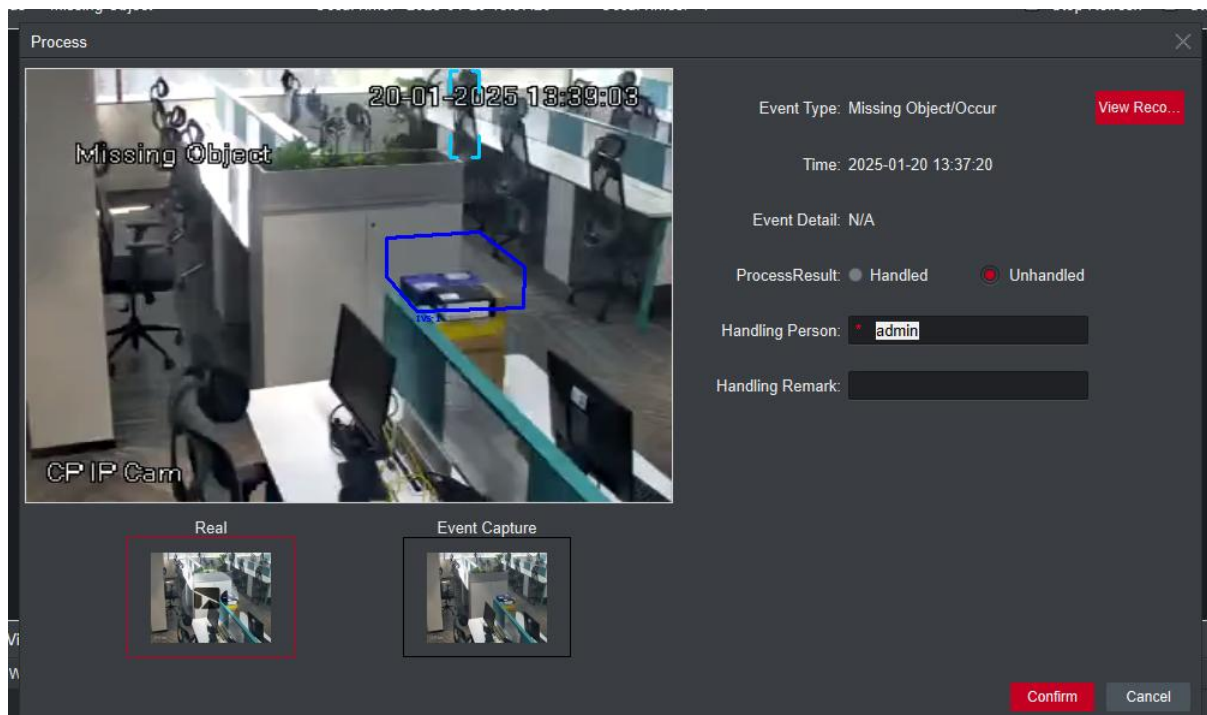 Process
20-01-2025 13:39:03
Missing Object
CP IP Cam
Event Type: Missing Object/Occur
View Reco...
Time: 2025-01-20 13:37:20
Event Detail: N/A
ProcessResult: Handled Unhandled
Handling Person: * admin
Handling Remark:
Real
Event Capture
Confirm
Cancel